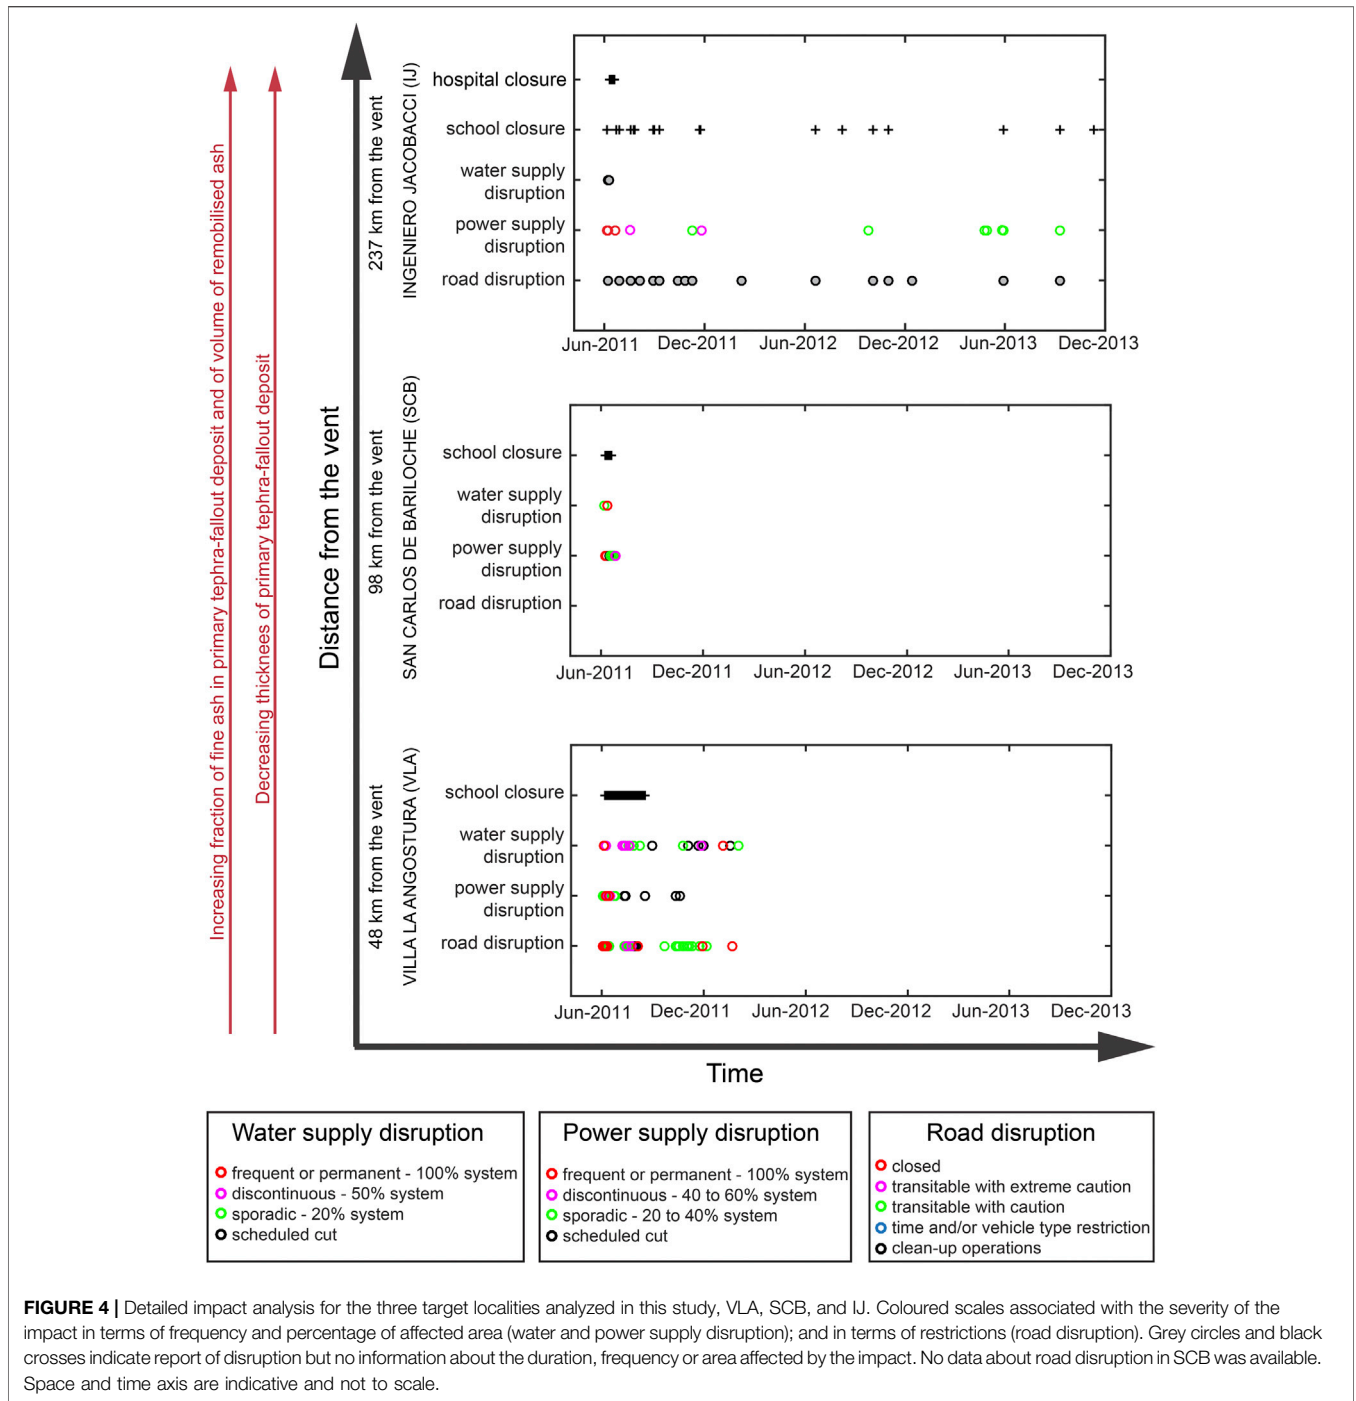 Increasing fraction of fine ash in primary tephra-fallout deposit and of volume of remobilised ash
Decreasing thicknees of primary tephra-fallout deposit
Distance from the vent
237 km from the vent
INGENIERO JACOBACCI (IJ)
hospital closure
school closure
water supply
disruption
power supply
disruption
road disruption
Jun-2011 Dec-2011 Jun-2012 Dec-2012 Jun-2013 Dec-2013
98 km from the vent
SAN CARLOS DE BARILOCHE (SCB)
school closure
water supply
disruption
power supply
disruption
road disruption
Jun-2011 Dec-2011 Jun-2012 Dec-2012 Jun-2013 Dec-2013
48 km from the vent
VILLA LA ANGOSTURA (VLA)
school closure
water supply
disruption
power supply
disruption
road disruption
Jun-2011 Dec-2011 Jun-2012 Dec-2012 Jun-2013 Dec-2013
Time
Water supply disruption
frequent or permanent - 100% system
discontinuous - 50% system
sporadic - 20% system
scheduled cut
Power supply disruption
frequent or permanent - 100% system
discontinuous - 40 to 60% system
sporadic - 20 to 40% system
scheduled cut
Road disruption
closed
transitable with extreme caution
transitable with caution
time and/or vehicle type restriction
clean-up operations
FIGURE 4 | Detailed impact analysis for the three target localities analyzed in this study, VLA, SCB, and IJ. Coloured scales associated with the severity of the
impact in terms of frequency and percentage of affected area (water and power supply disruption); and in terms of restrictions (road disruption). Grey circles and black
crosses indicate report of disruption but no information about the duration, frequency or area affected by the impact. No data about road disruption in SCB was available.
Space and time axis are indicative and not to scale.